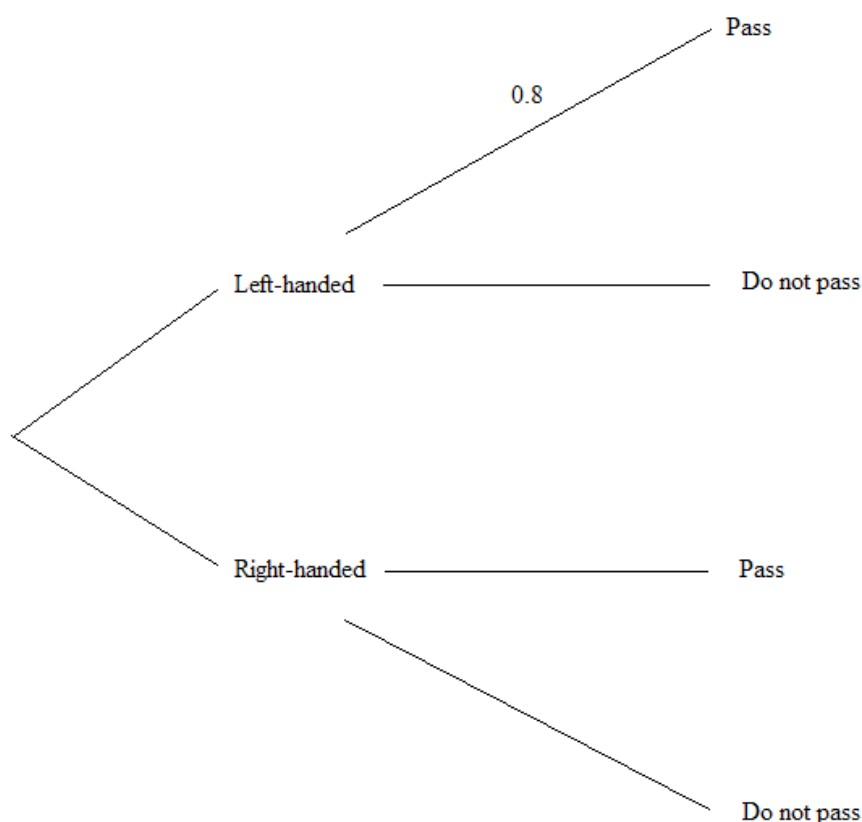 Pass
0.8
Left-handed
Do not pass
Right-handed
Pass
Do not pass